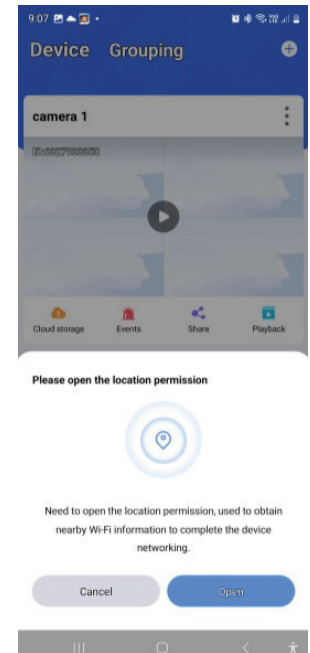 9:07
Device Grouping
camera 1
Cloud storage Events Share Playback
Please open the location permission
Need to open the location permission, used to obtain
nearby Wi-Fi information to complete the device
networking.
Cancel Open